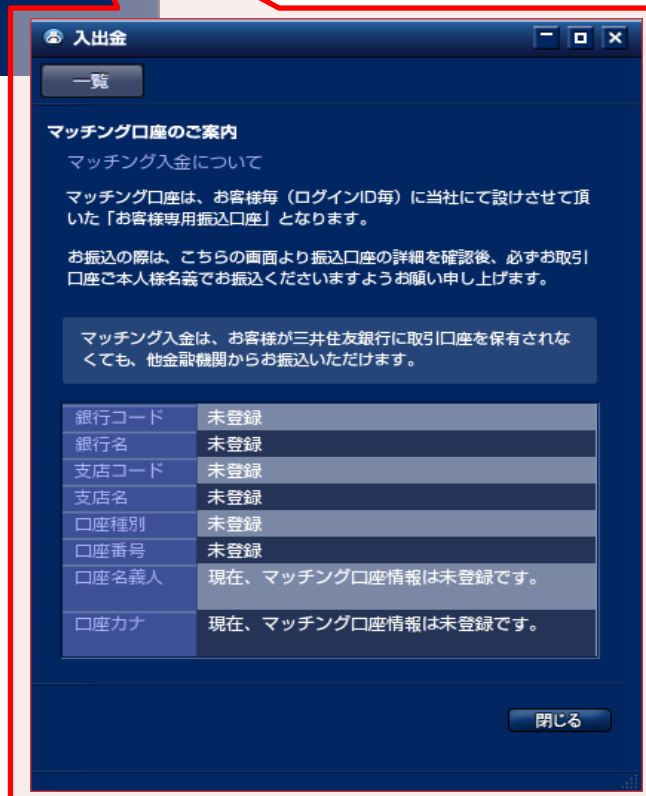 入出金
一覧
マッチング口座のご案内
マッチング入金について
マッチング口座は、お客様毎（ログインID毎）に当社にて設けさせて頂
いた「お客様専用振込口座」となります。
お振込の際は、こちらの画面より振込口座の詳細を確認後、必ずお取引
口座ご本人様名義でお振込くださいますようお願い申し上げます。
マッチング入金は、お客様が三井住友銀行に取引口座を保有されな
くても、他金融機関からお振込いただけます。
銀行コード 未登録
銀行名 未登録
支店コード 未登録
支店名 未登録
口座種別 未登録
口座番号 未登録
口座名義人 現在、マッチング口座情報は未登録です。
口座カナ 現在、マッチング口座情報は未登録です。
閉じる